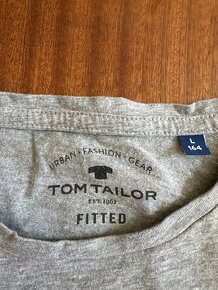 URBAN • FASHION • GEAR
TOM TAILOR
EST. 1962
FITTED
L
164